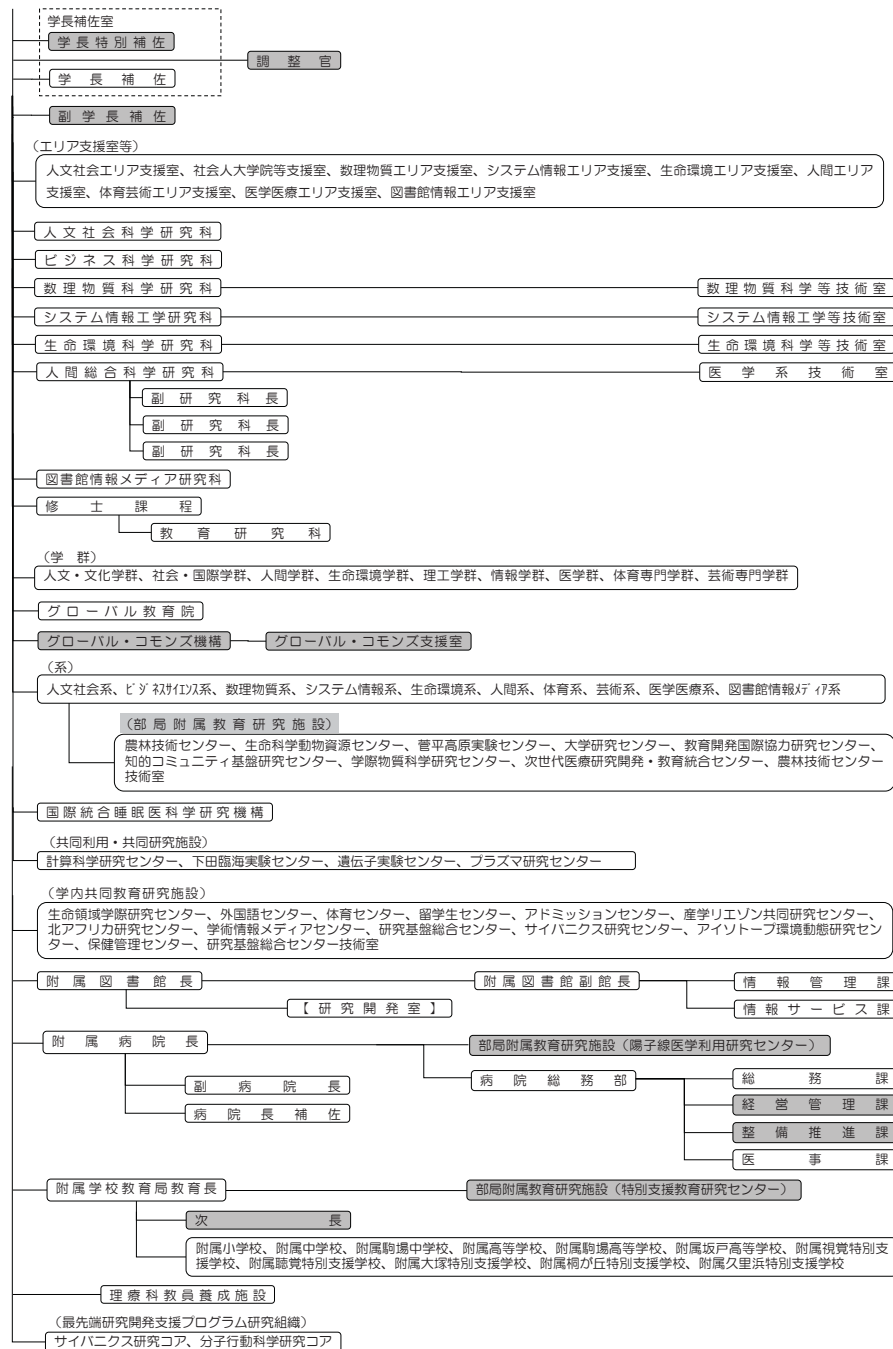 学長補佐室
学長特別補佐
調整官
学長補佐
副学長補佐
(エリア支援室等)
人文社会エリア支援室、社会人大学院等支援室、数理物質エリア支援室、システム情報エリア支援室、生命環境エリア支援室、人間エリア
支援室、体育芸術エリア支援室、医学医療エリア支援室、図書館情報エリア支援室
人文社会科学研究科
ビジネス科学研究科
数理物質科学研究科 数理物質科学等技術室
システム情報工学研究科 システム情報工学等技術室
生命環境科学研究科 生命環境科学等技術室
人間総合科学研究科 医学系技術室
副研究科長
副研究科長
副研究科長
図書館情報メディア研究科
修士課程
教育研究科
(学 群)
人文・文化学群、社会・国際学群、人間学群、生命環境学群、理工学群、情報学群、医学群、体育専門学群、芸術専門学群
グローバル教育院
グローバル・コモンズ機構 グローバル・コモンズ支援室
(系)
人文社会系、ビジネスサイエンス系、数理物質系、システム情報系、生命環境系、人間系、体育系、芸術系、医学医療系、図書館情報メディア系
(部局附属教育研究施設)
農林技術センター、生命科学動物資源センター、菅平高原実験センター、大学研究センター、教育開発国際協力研究センター、
知的コミュニティ基盤研究センター、学際物質科学研究センター、次世代医療研究開発・教育統合センター、農林技術センター
技術室
国際統合睡眠医科学研究機構
(共同利用・共同研究施設)
計算科学研究センター、下田臨海実験センター、遺伝子実験センター、プラズマ研究センター
(学内共同教育研究施設)
生命領域学際研究センター、外国語センター、体育センター、留学生センター、アドミッションセンター、産学リエゾン共同研究センター、
北アフリカ研究センター、学術情報メディアセンター、研究基盤総合センター、サイバニクス研究センター、アイソトープ環境動態研究セン
ター、保健管理センター、研究基盤総合センター技術室
附属図書館長 附属図書館副館長 情報管理課
【研究開発室】 情報サービス課
附属病院長 部局附属教育研究施設(陽子線医学利用研究センター)
副病院長 病院総務部 総務課
病院長補佐 経営管理課
整備推進課
医事課
附属学校教育局教育長 部局附属教育研究施設(特別支援教育研究センター)
次長
附属小学校、附属中学校、附属駒場中学校、附属高等学校、附属駒場高等学校、附属坂戸高等学校、附属視覚特別支
援学校、附属聴覚特別支援学校、附属大塚特別支援学校、附属桐が丘特別支援学校、附属久里浜特別支援学校
理療科教員養成施設
(最先端研究開発支援プログラム研究組織)
サイバニクス研究コア、分子行動科学研究コア